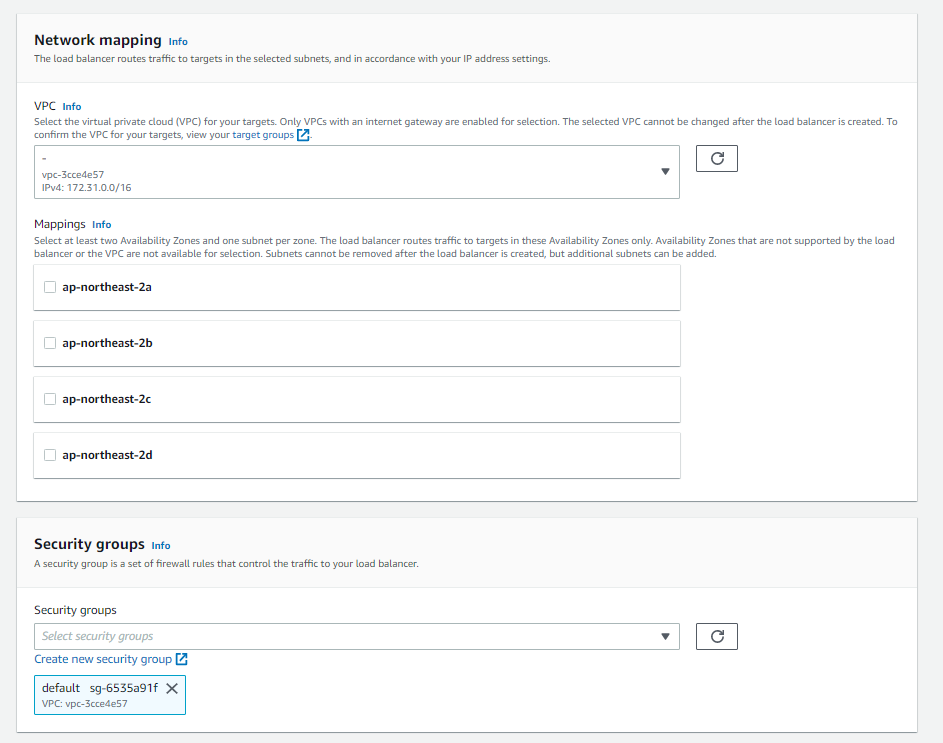 Network mapping Info
The load balancer routes traffic to targets in the selected subnets, and in accordance with your IP address settings.
VPC Info
Select the virtual private cloud (VPC) for your targets. Only VPCs with an internet gateway are enabled for selection. The selected VPC cannot be changed after the load balancer is created. To
confirm the VPC for your targets, view your target groups.
-
vpc-3cce4e57
IPv4: 172.31.0.0/16
Mappings Info
Select at least two Availability Zones and one subnet per zone. The load balancer routes traffic to targets in these Availability Zones only. Availability Zones that are not supported by the load
balancer or the VPC are not available for selection. Subnets cannot be removed after the load balancer is created, but additional subnets can be added.
ap-northeast-2a
ap-northeast-2b
ap-northeast-2c
ap-northeast-2d
Security groups Info
A security group is a set of firewall rules that control the traffic to your load balancer.
Security groups
Select security groups
Create new security group
default sg-6535a91f
VPC: vpc-3cce4e57